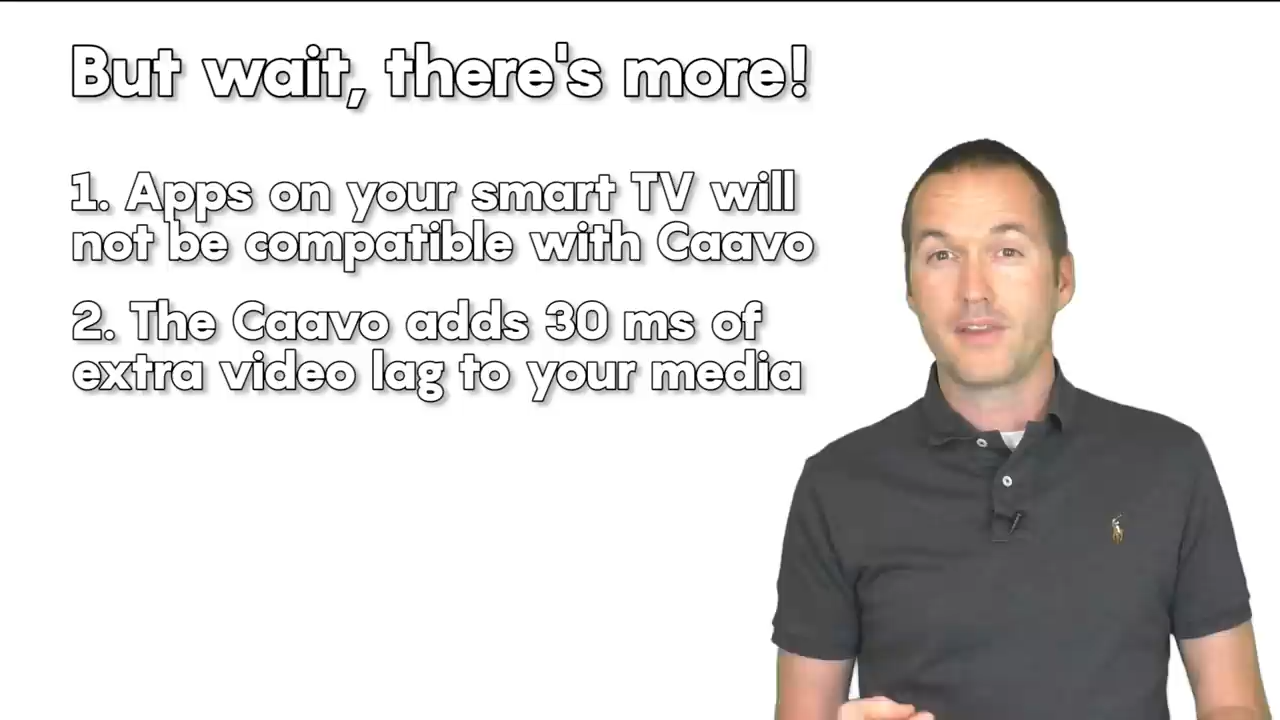 But wait, there's more!
1. Apps on your smart TV will
not be compatible with Caavo
2. The Caavo adds 30 ms of
extra video lag to your media